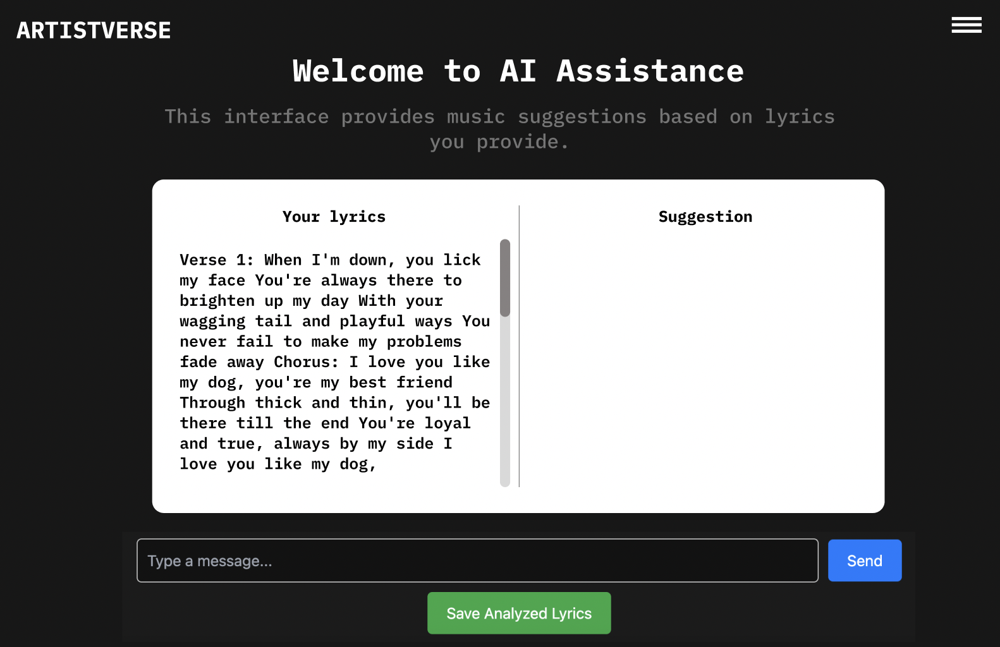 ARTISTVERSE
Welcome to AI Assistance
This interface provides music suggestions based on lyrics
you provide.
Your lyrics
Verse 1: When I'm down, you lick
my face You're always there to
brighten up my day With your
wagging tail and playful ways You
never fail to make my problems
fade away Chorus: I love you like
my dog, you're my best friend
Through thick and thin, you'll be
there till the end You're loyal
and true, always by my side I
love you like my dog,
Suggestion
Type a message...
Send
Save Analyzed Lyrics